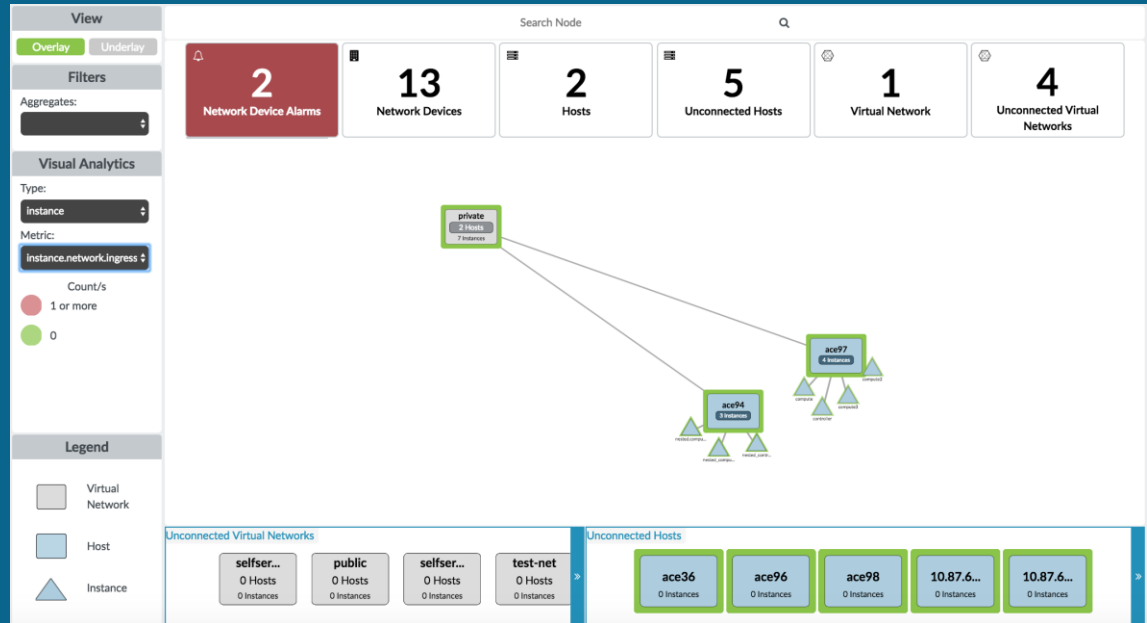 View
Overlay
Underlay
Filters
Aggregates:
Visual Analytics
Type:
instance
Metric:
instance.network.ingress
Count/s
1 or more
0
Legend
Virtual
Network
Host
Instance
Search Node
2
Network Device Alarms
13
Network Devices
2
Hosts
5
Unconnected Hosts
1
Virtual Network
4
Unconnected Virtual
Networks
private
2 Hosts
7 Instances
ace97
4 Instances
compute
controller
ace94
3 Instances
nested_compu...
nested_contr...
Unconnected Virtual Networks
selfser...
0 Hosts
0 Instances
public
0 Hosts
0 Instances
selfser...
0 Hosts
0 Instances
test-net
0 Hosts
0 Instances
»
Unconnected Hosts
ace36
0 Instances
ace96
0 Instances
ace98
0 Instances
10.87.6...
0 Instances
10.87.6...
0 Instances
»